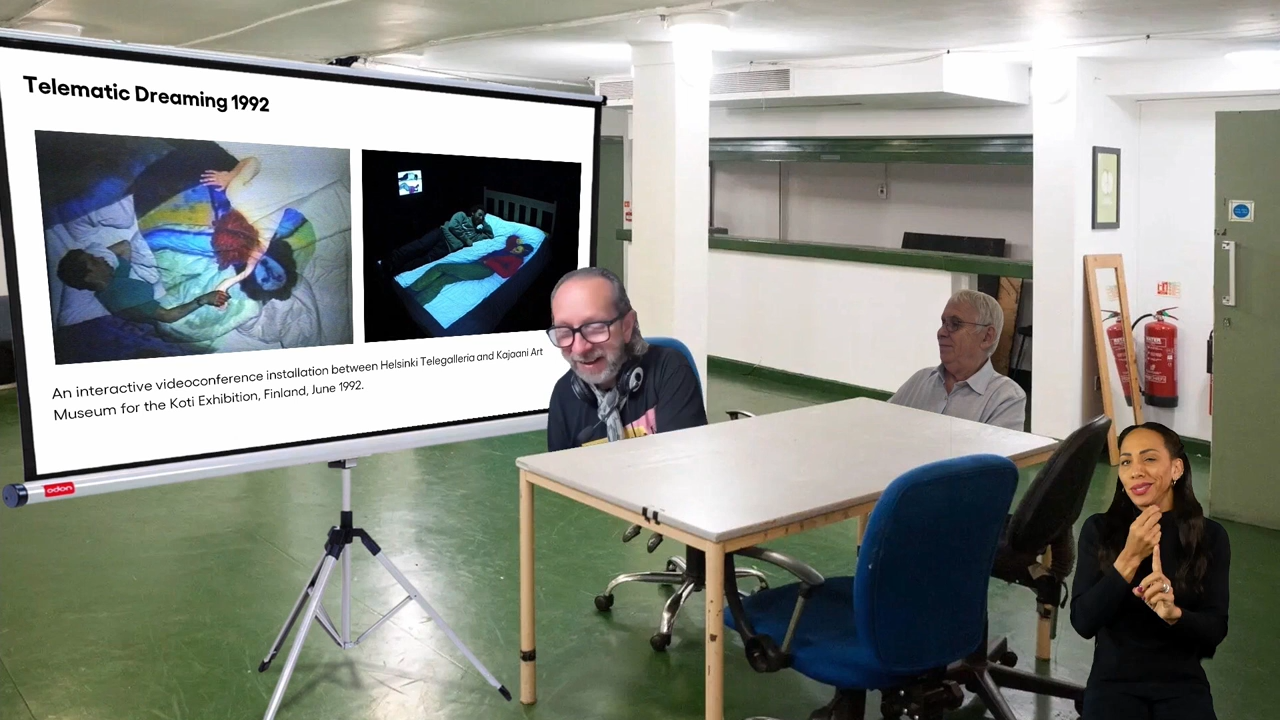 Telematic Dreaming 1992
An interactive videoconference installation between Helsinki Telegalleria and Kajaani Art
Museum for the Koti Exhibition, Finland, June 1992.
odon